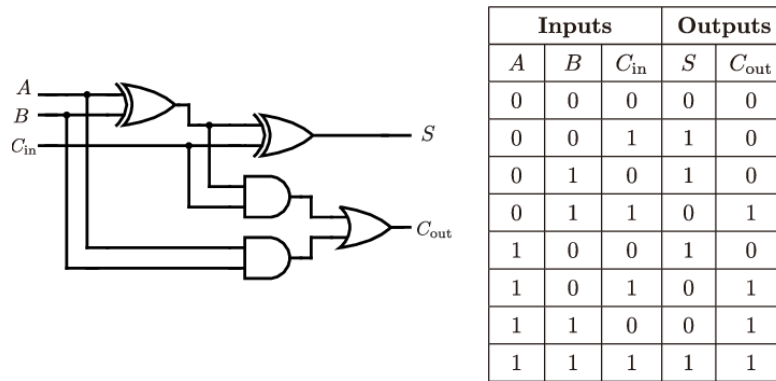 A
B
C_in
S
C_out
Inputs Outputs
A B C_in S C_out
0 0 0 0 0
0 0 1 1 0
0 1 0 1 0
0 1 1 0 1
1 0 0 1 0
1 0 1 0 1
1 1 0 0 1
1 1 1 1 1